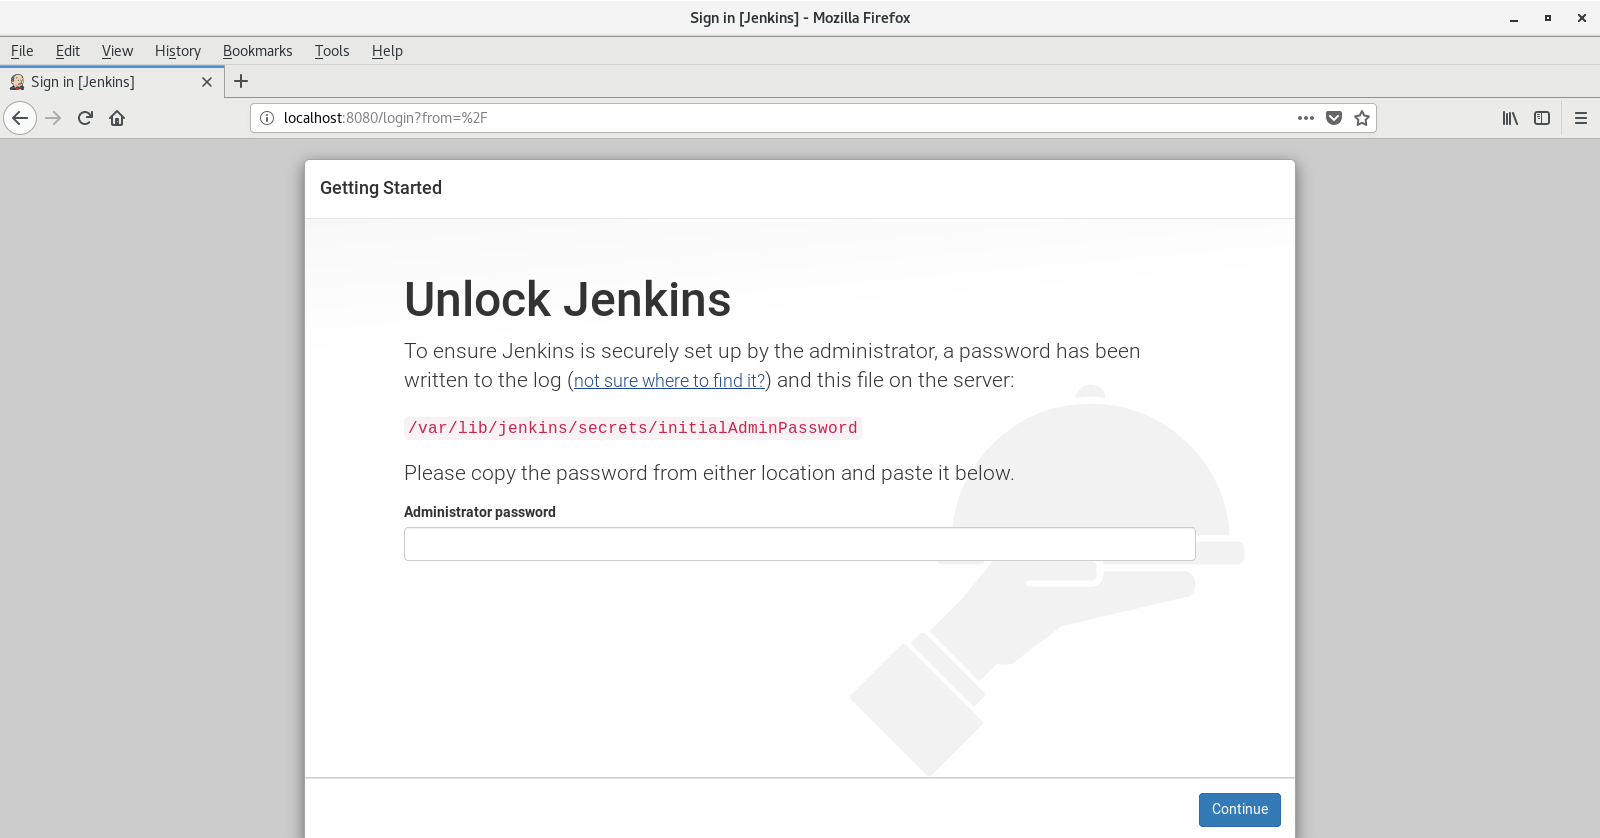 Sign in [Jenkins] - Mozilla Firefox
File Edit View History Bookmarks Tools Help
Sign in [Jenkins]
localhost:8080/login?from=%2F
Getting Started
Unlock Jenkins
To ensure Jenkins is securely set up by the administrator, a password has been
written to the log (not sure where to find it?) and this file on the server:
/var/lib/jenkins/secrets/initialAdminPassword
Please copy the password from either location and paste it below.
Administrator password
Continue